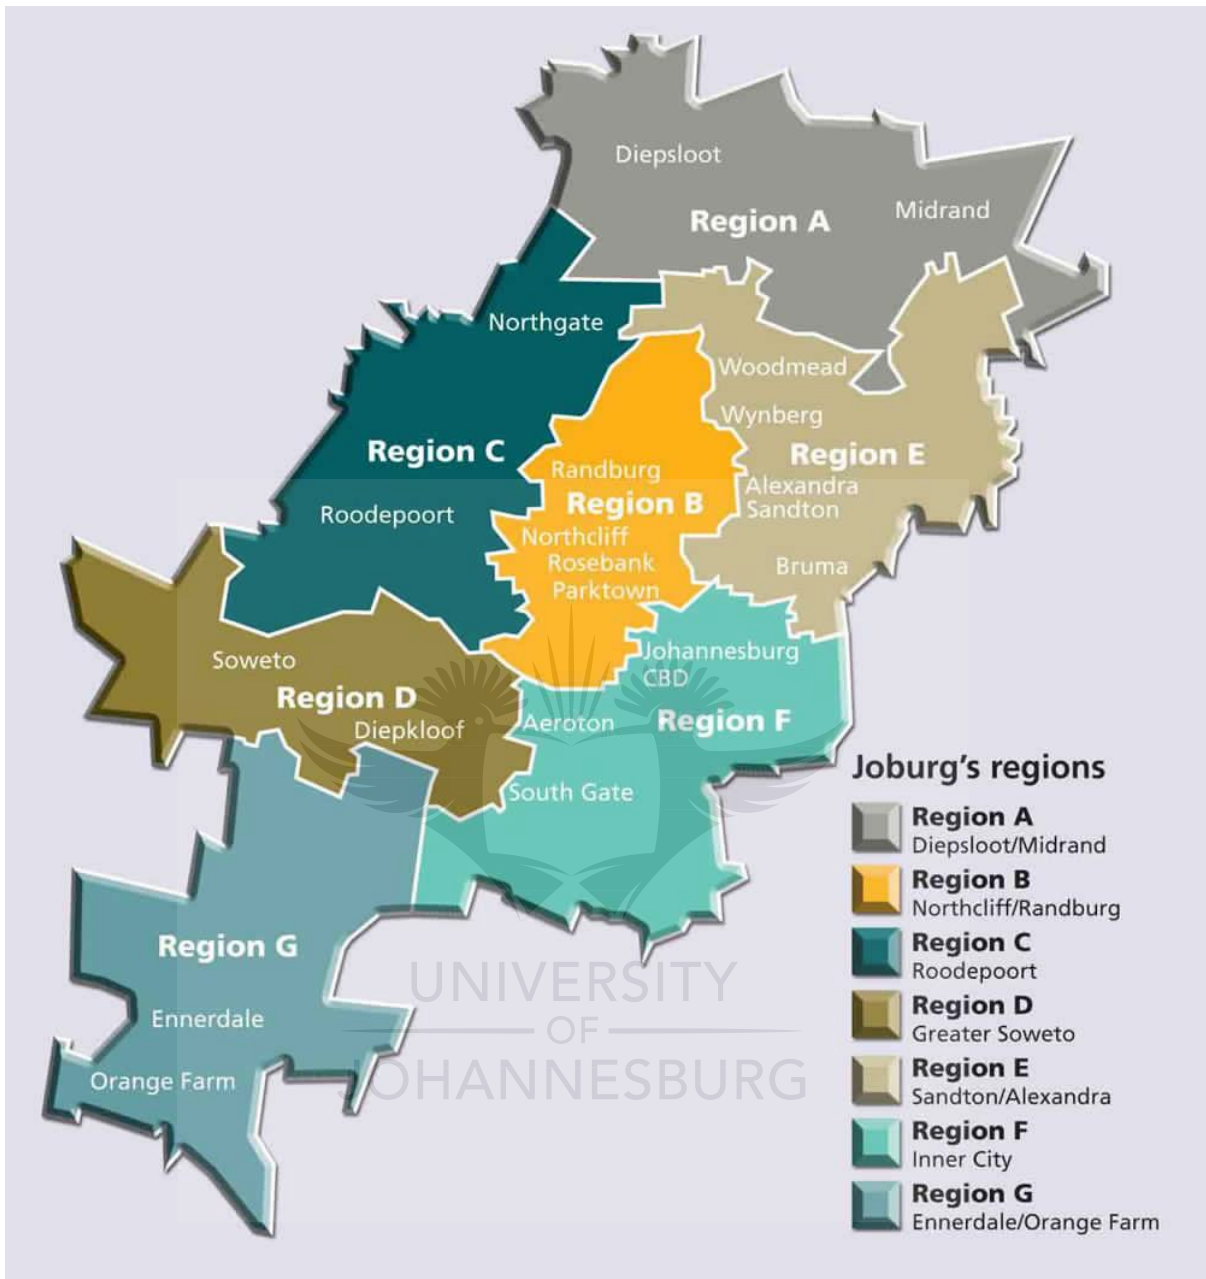 Diepsloot
Midrand
Region A
Northgate
Woodmead
Wynberg
Region C
Region E
Randburg
Alexandra
Region B
Sandton
Roodepoort
Northcliff
Rosebank
Bruma
Parktown
Johannesburg
CBD
Soweto
Region D
Diepkloof
Aeroton
Region F
South Gate
Region G
Ennerdale
Orange Farm
Joburg's regions
Region A
Diepsloot/Midrand
Region B
Northcliff/Randburg
Region C
Roodepoort
Region D
Greater Soweto
Region E
Sandton/Alexandra
Region F
Inner City
Region G
Ennerdale/Orange Farm
UNIVERSITY
OF
JOHANNESBURG